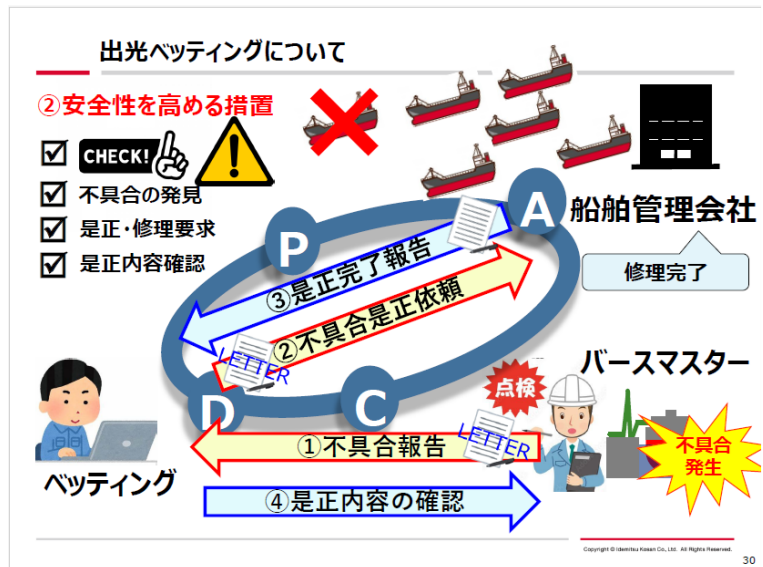 出光ベッティングについて
②安全性を高める措置
CHECK!
不具合の発見
是正・修理要求
是正内容確認
A
船舶管理会社
修理完了
P
③是正完了報告
②不具合是正依頼
LETTER
D
C
バースマスター
点検
不具合
発生
①不具合報告
LETTER
ベッティング
④是正内容の確認
Copyright © Idemitsu Kosan Co., Ltd. All Rights Reserved.
30